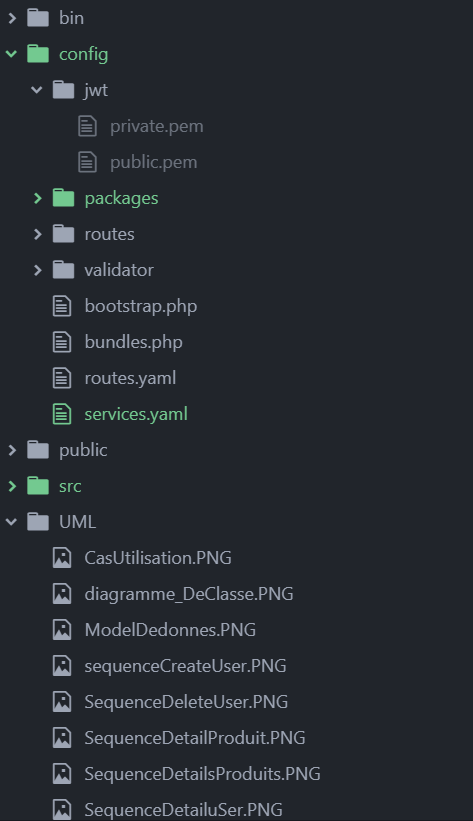 bin
config
jwt
private.pem
public.pem
packages
routes
validator
bootstrap.php
bundles.php
routes.yaml
services.yaml
public
src
UML
CasUtilisation.PNG
diagramme_DeClasse.PNG
ModelDedonnes.PNG
sequenceCreateUser.PNG
SequenceDeleteUser.PNG
SequenceDetailProduit.PNG
SequenceDetailsProduits.PNG
SequenceDetailuSer.PNG